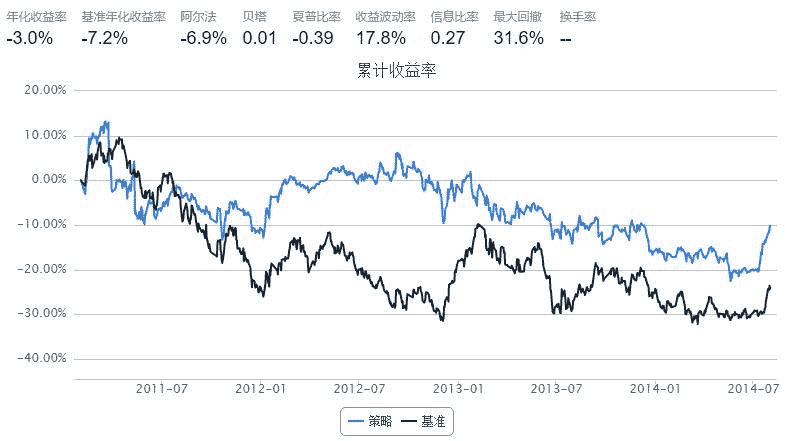 年化收益率 基准年化收益率 阿尔法 贝塔 夏普比率 收益波动率 信息比率 最大回撤 换手率
-3.0% -7.2% -6.9% 0.01 -0.39 17.8% 0.27 31.6% --
累计收益率
20.00%
10.00%
0.00%
-10.00%
-20.00%
-30.00%
-40.00%
2011-07 2012-01 2012-07 2013-01 2013-07 2014-01 2014-07
策略 基准